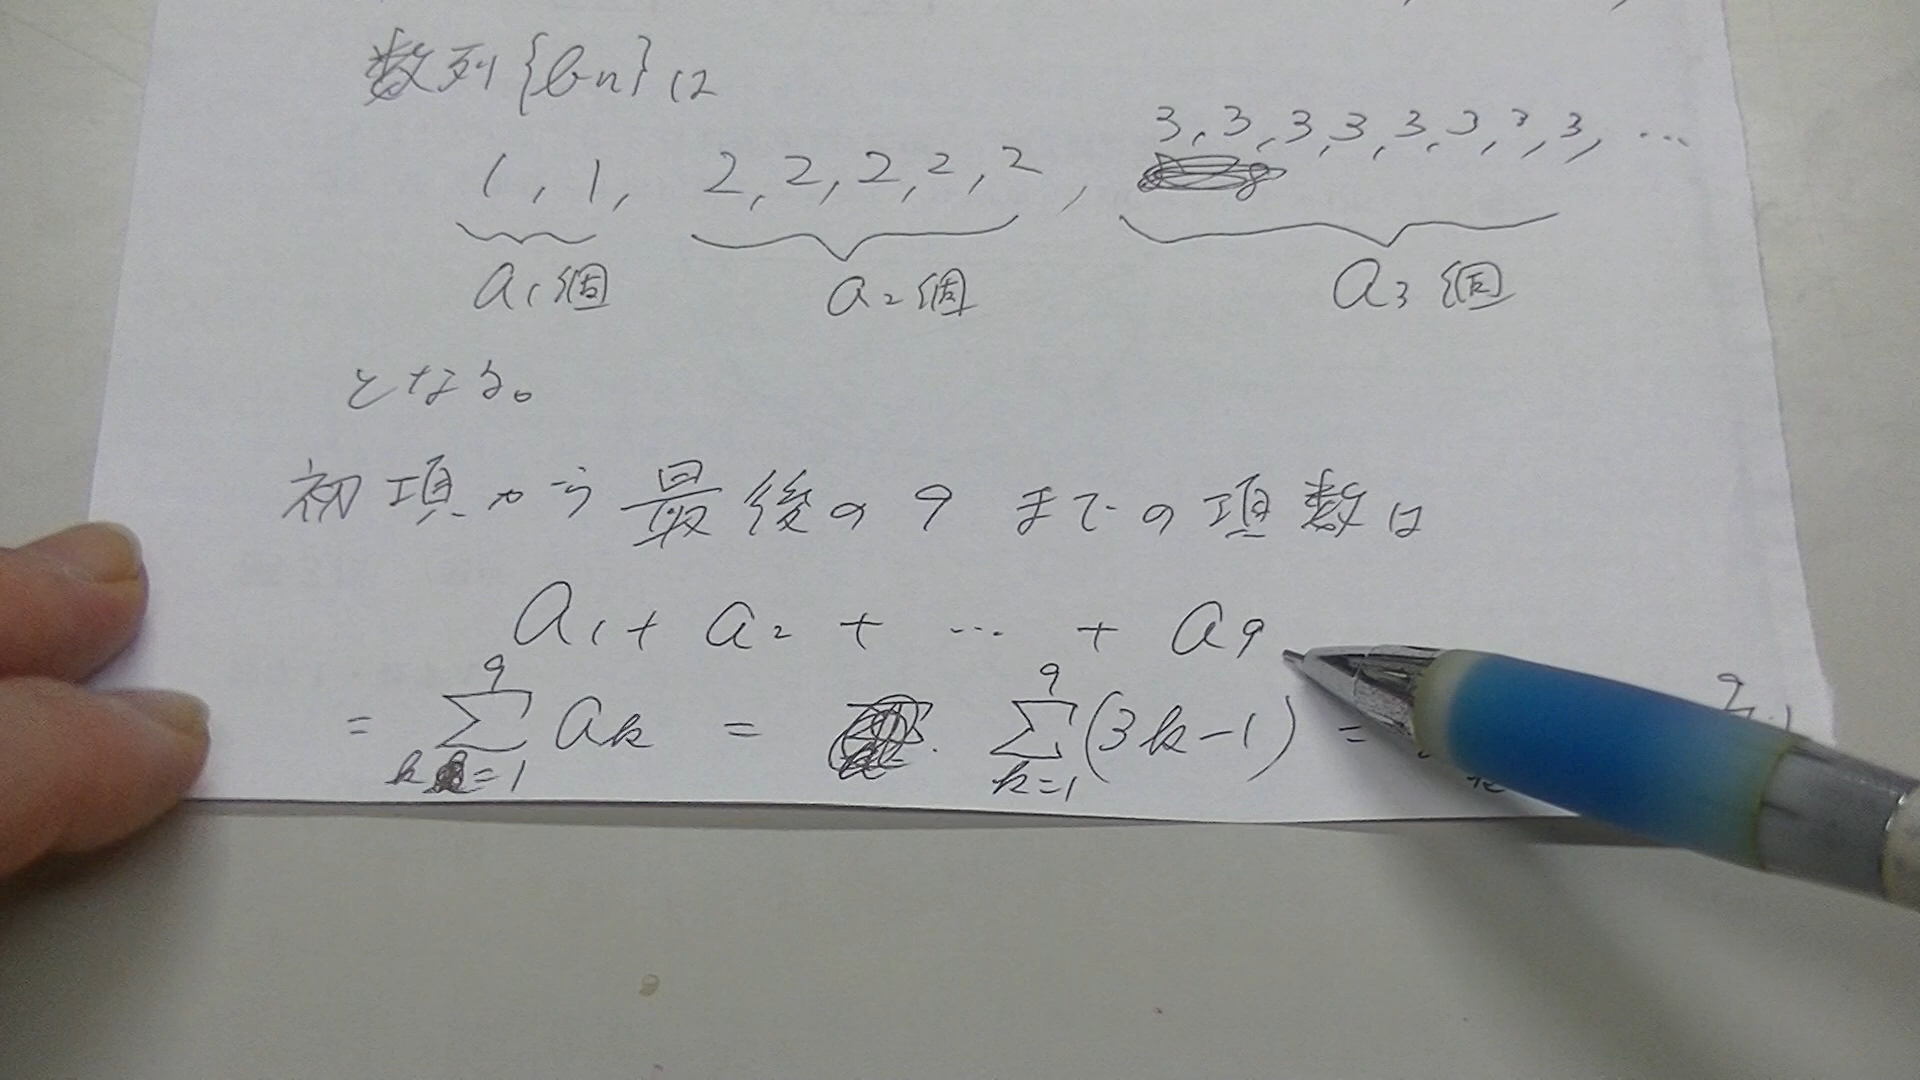 数列{bn}は
1, 1, 2, 2, 2, 2, 2, 3, 3, 3, 3, 3, 3, 3, 3, ...
a1個 a2個 a3個
となる。
初項から最後の9までの項数は
a1 + a2 + ... + a9
= Σ[k=1, 9] ak = Σ[k=1, 9] (3k-1) =